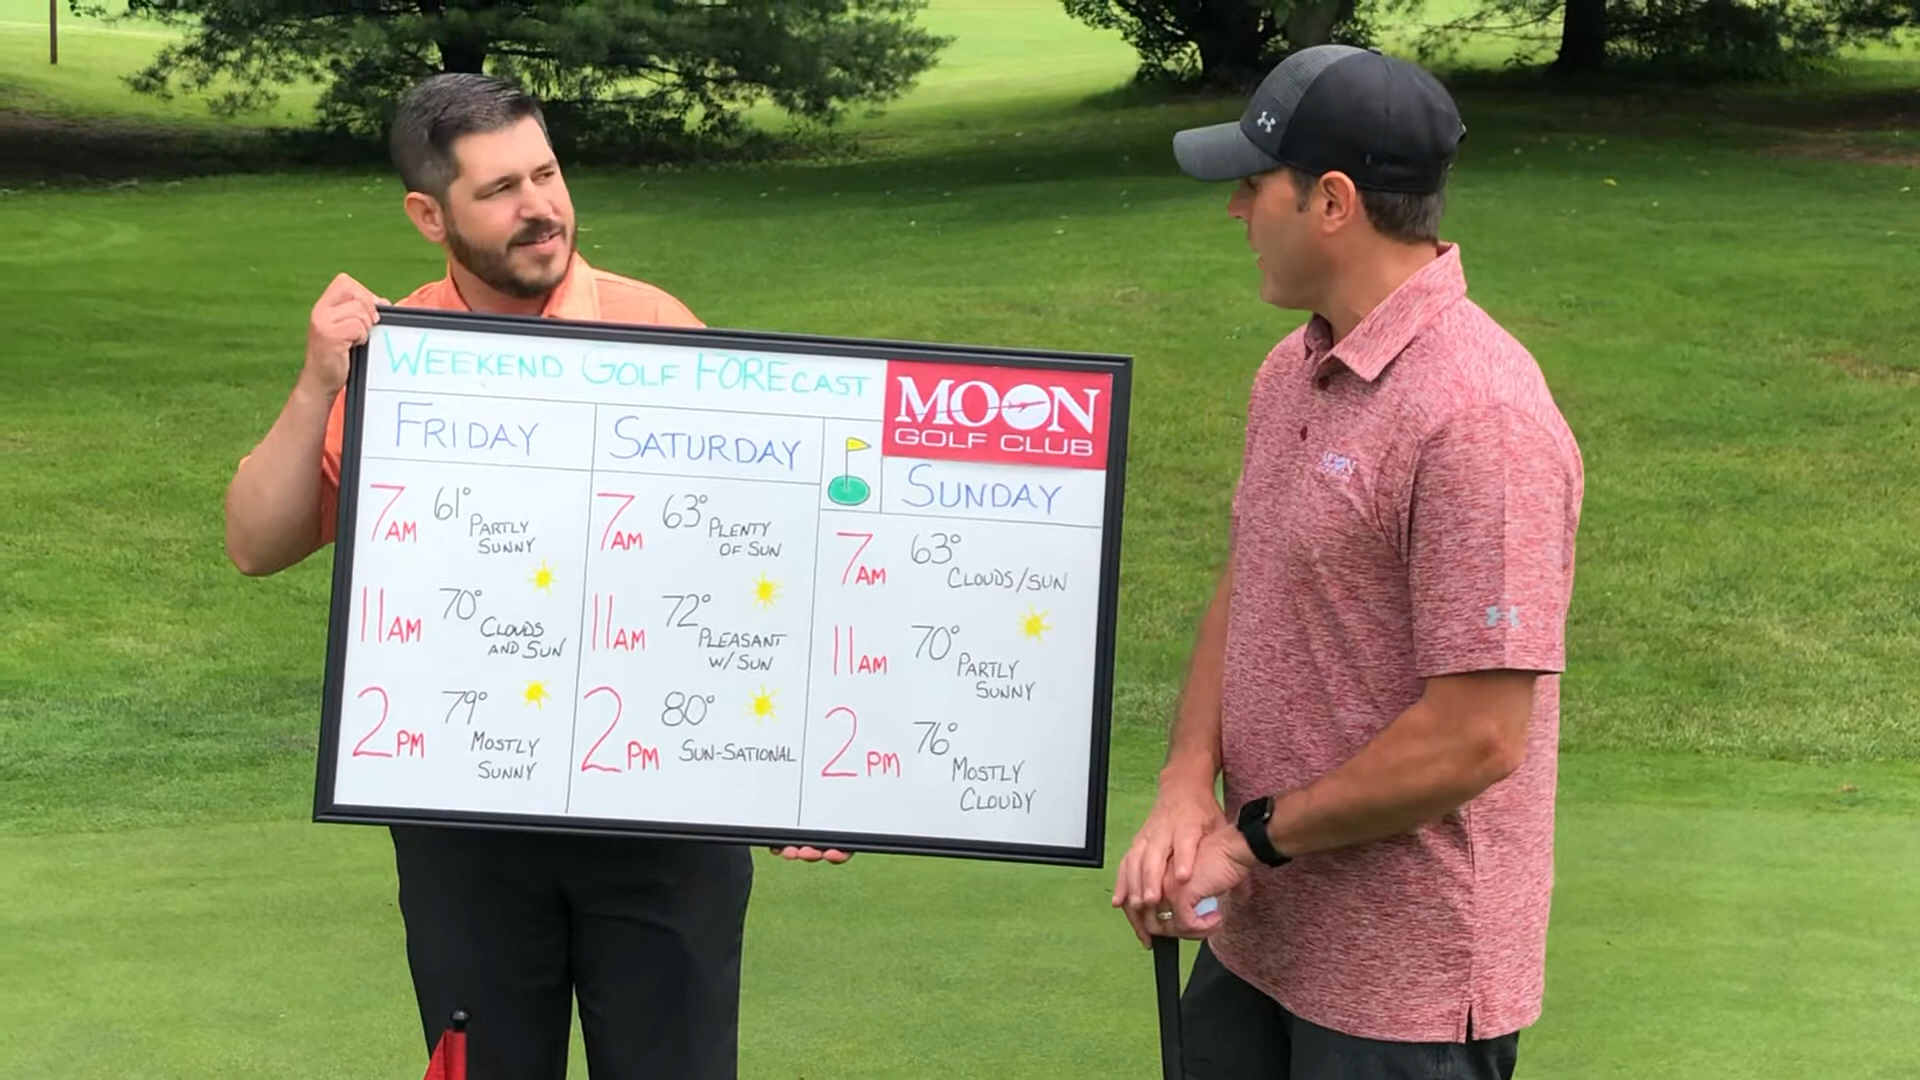 WEEKEND GOLF FORECAST
MOON
GOLF CLUB
FRIDAY
7AM 61° PARTLY
SUNNY
11AM 70° CLOUDS
AND SUN
2PM 79° MOSTLY
SUNNY
SATURDAY
7AM 63° PLENTY
OF SUN
11AM 72° PLEASANT
W/ SUN
2PM 80° SUN-SATIONAL
SUNDAY
7AM 63° CLOUDS/SUN
11AM 70° PARTLY
SUNNY
2PM 76° MOSTLY
CLOUDY
MOON